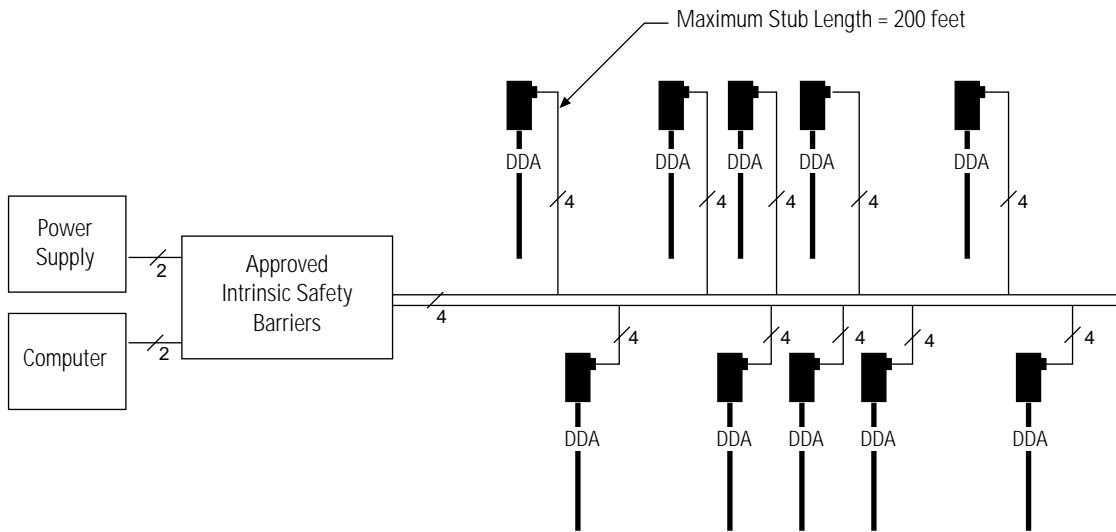 Maximum Stub Length = 200 feet
DDA
DDA
DDA
DDA
DDA
4
4
4
4
4
Power
Supply
2
Approved
Intrinsic Safety
Barriers
4
Computer
2
4
4
4
4
4
DDA
DDA
DDA
DDA
DDA